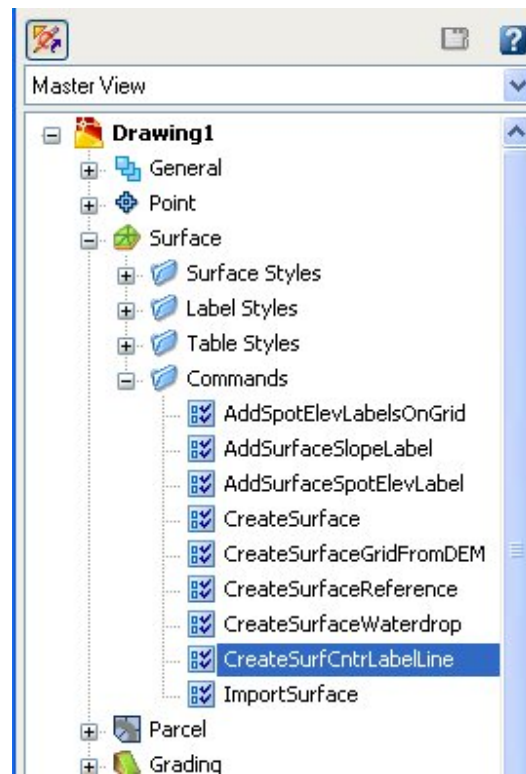 ?
Master View
Drawing1
General
Point
Surface
Surface Styles
Label Styles
Table Styles
Commands
AddSpotElevLabelsOnGrid
AddSurfaceSlopeLabel
AddSurfaceSpotElevLabel
CreateSurface
CreateSurfaceGridFromDEM
CreateSurfaceReference
CreateSurfaceWaterdrop
CreateSurfCntrLabelLine
ImportSurface
Parcel
Grading